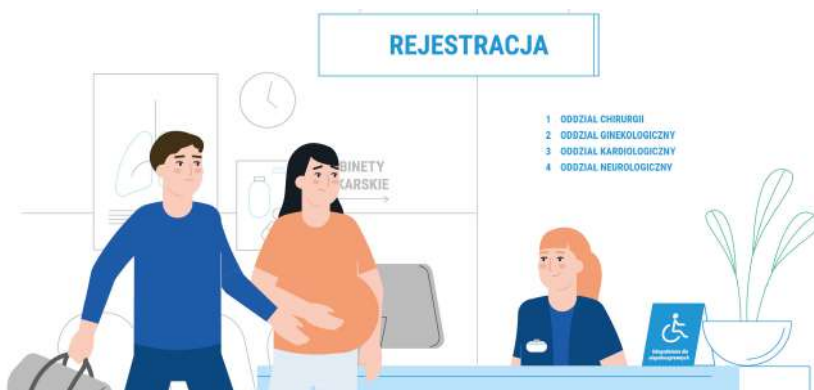 REJESTRACJA
1 ODDZIAŁ CHIRURGII
2 ODDZIAŁ GINEKOLOGICZNY
3 ODDZIAŁ KARDIOLOGICZNY
4 ODDZIAŁ NEUROLOGICZNY
BINETY
KARSKIE